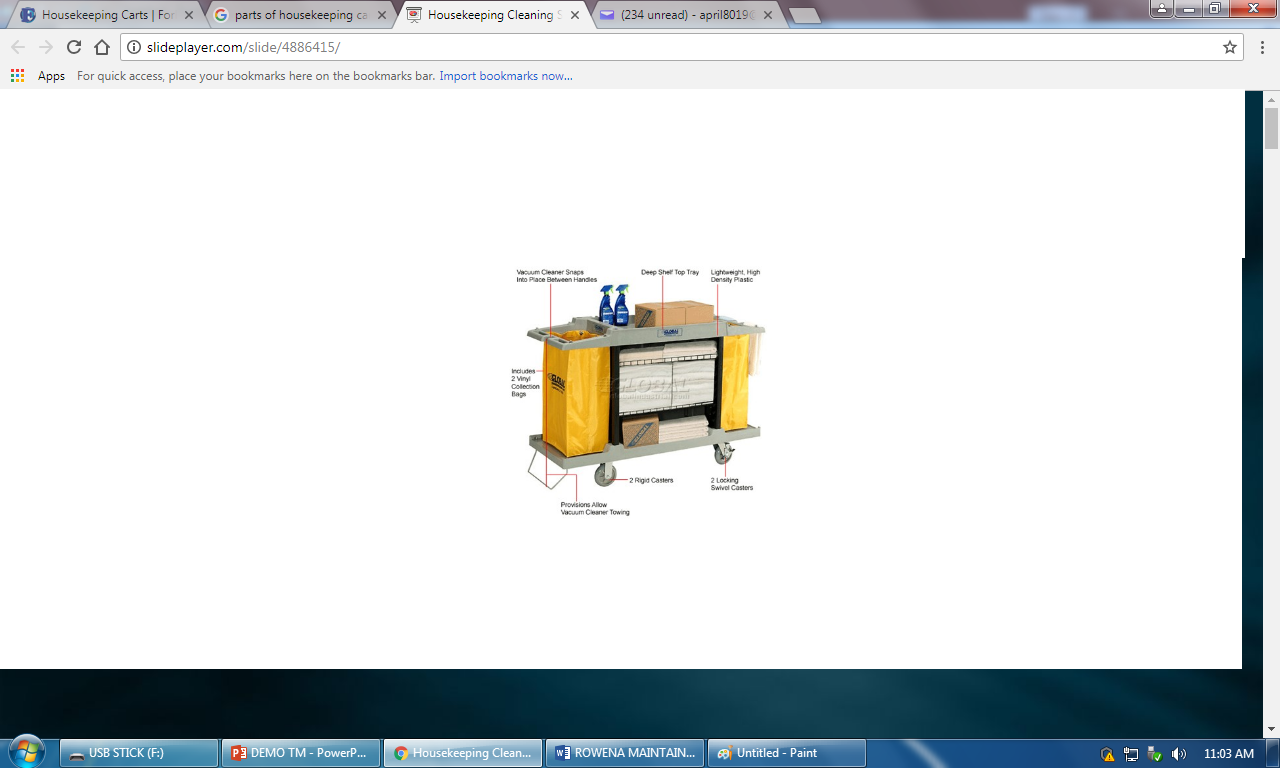 Housekeeping Carts | For
parts of housekeeping ca
Housekeeping Cleaning S
(234 unread) - april8019@
slideplayer.com/slide/4886415/
Apps
For quick access, place your bookmarks here on the bookmarks bar. Import bookmarks now...
Vacuum Cleaner Snaps
Into Place Between Handles
Deep Shelf Top Tray
Lightweight, High
Density Plastic
GLOBAL
Includes
2 Vinyl
Collection
Bags
GLOBAL
GLOBAL
2 Rigid Casters
2 Locking
Swivel Casters
Provisions Allow
Vacuum Cleaner Towing
USB STICK (F:)
DEMO TM - PowerP...
Housekeeping Clean...
ROWENA MAINTAIN...
Untitled - Paint
11:03 AM